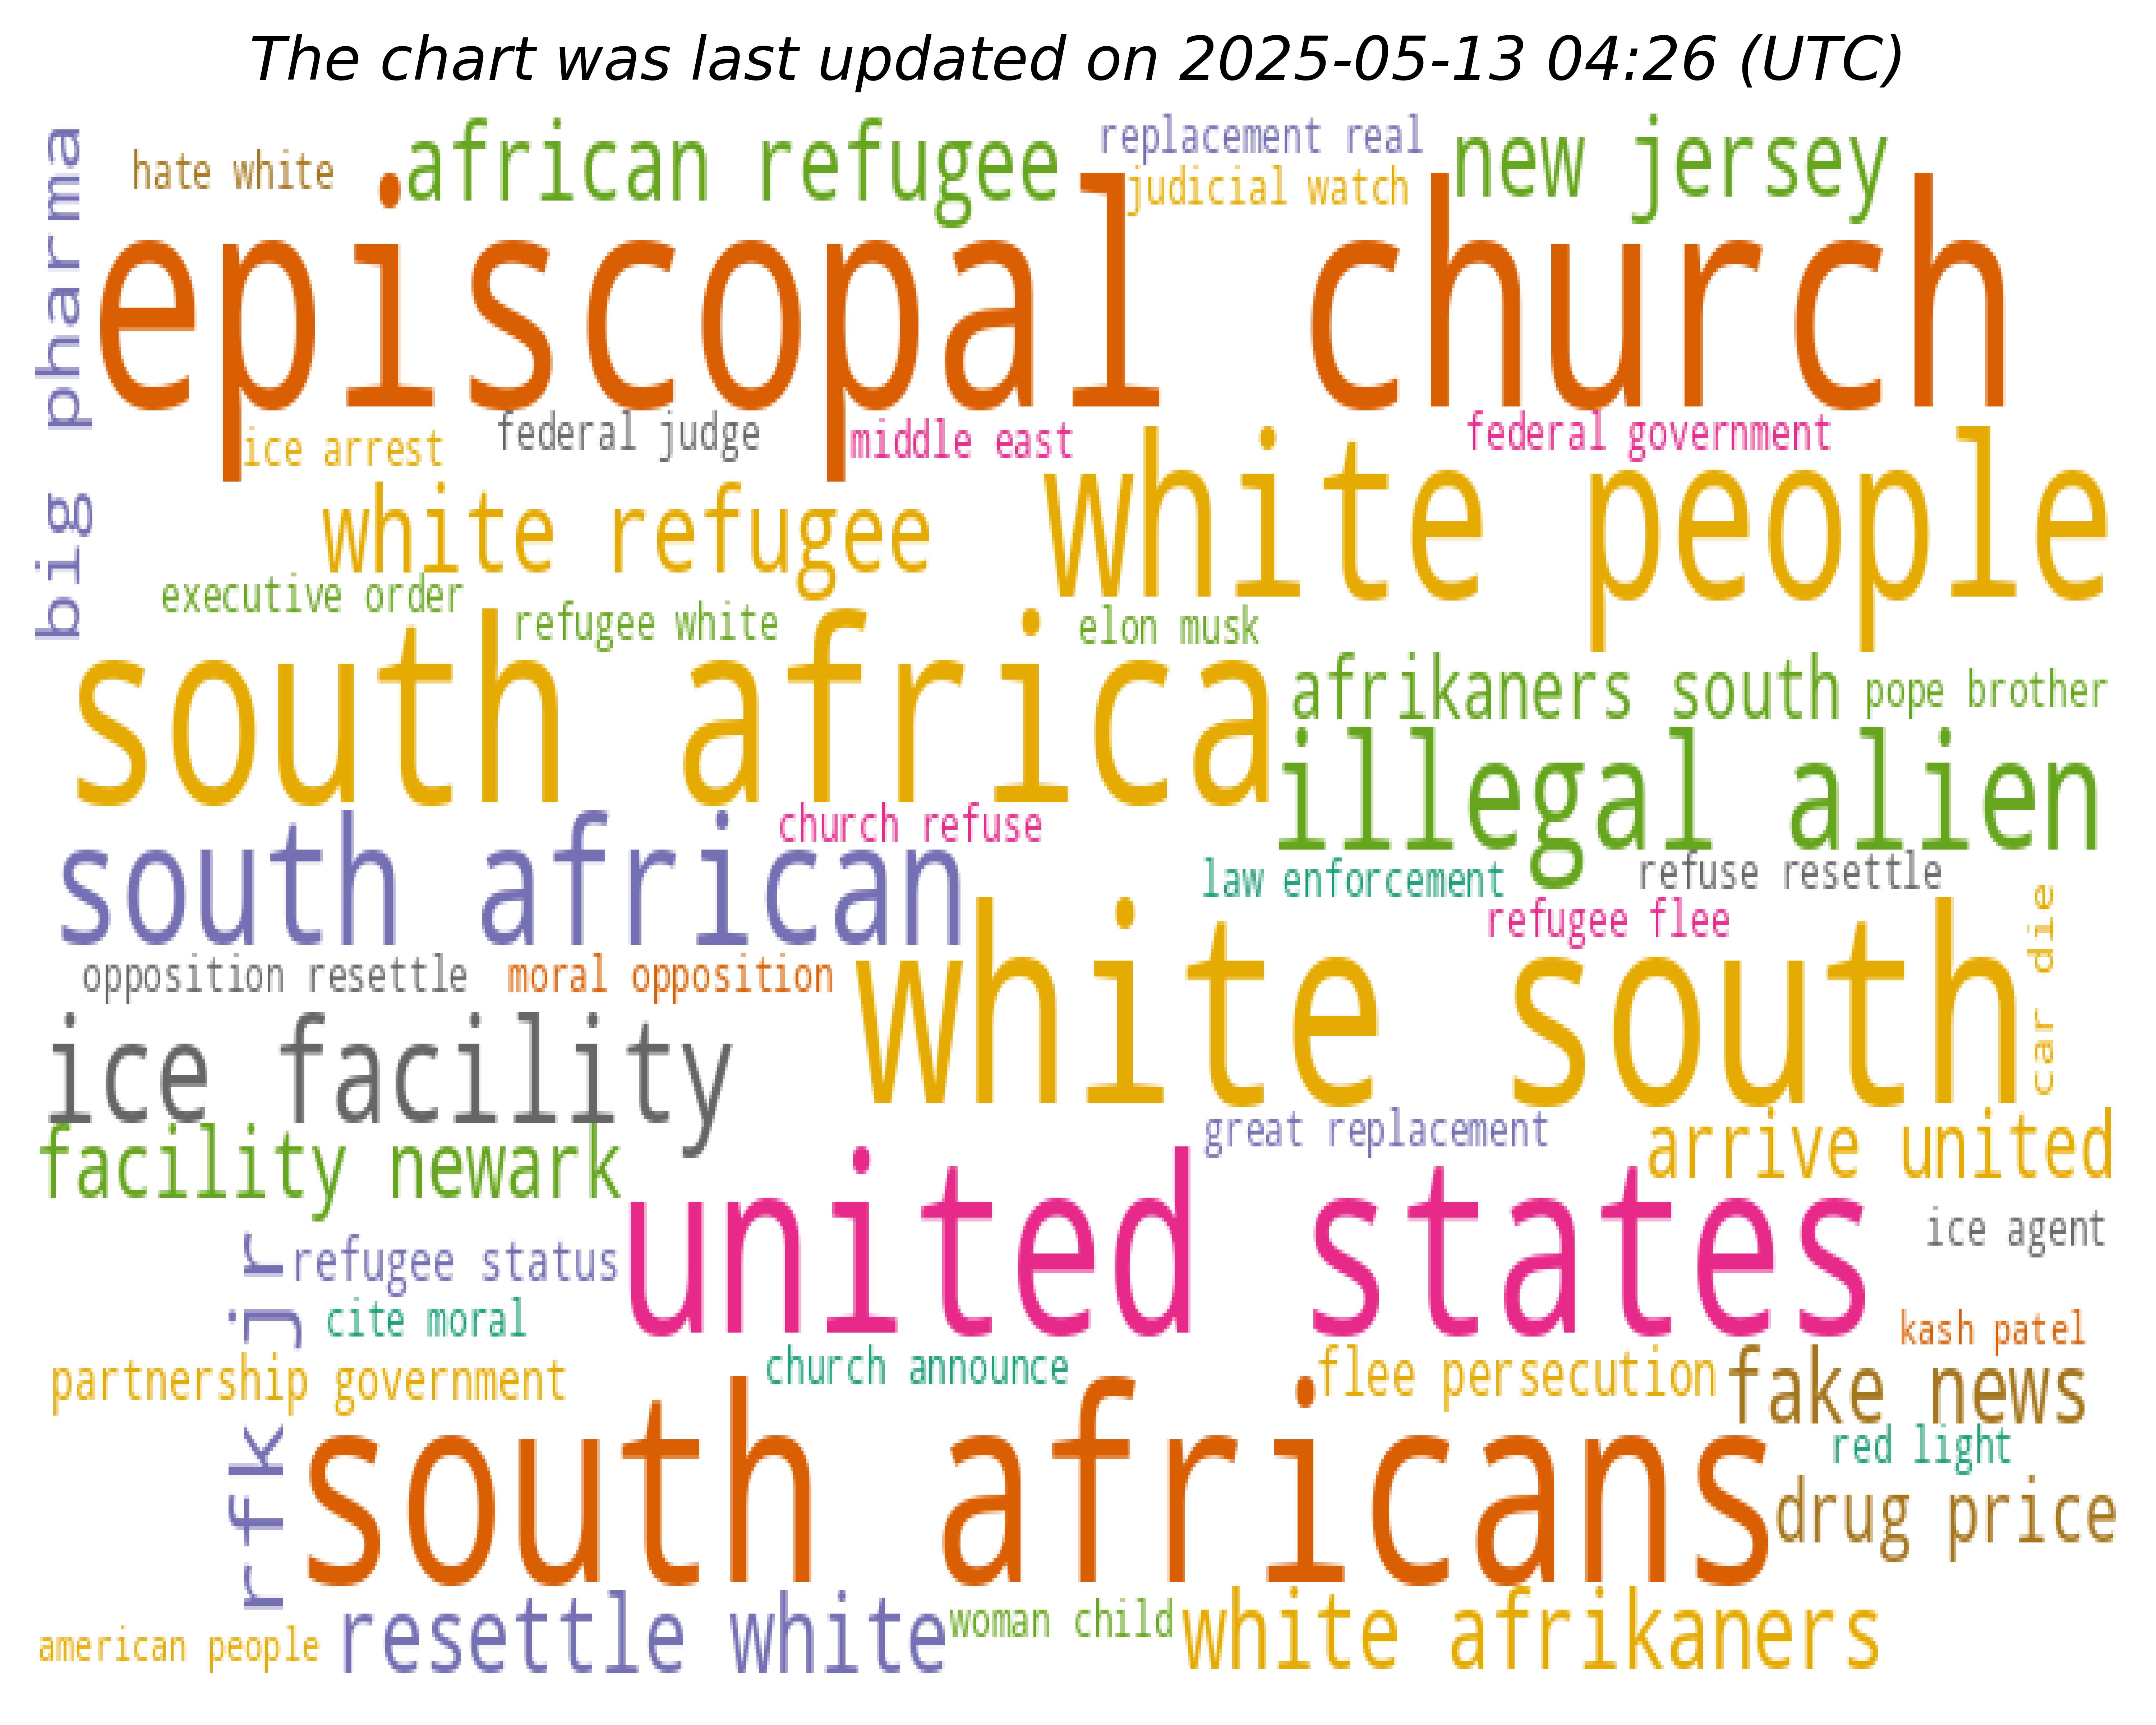 The chart was last updated on 2025-05-13 04:26 (UTC)
big pharma
hate white
african refugee
replacement real
judicial watch
new jersey
episcopal church
ice arrest
federal judge
middle east
federal government
white refugee
white people
executive order
refugee white
elon musk
south africa
afrikaners south
pope brother
illegal alien
church refuse
south african
law enforcement
refuse resettle
refugee flee
car die
opposition resettle
moral opposition
white south
ice facility
great replacement
arrive united
facility newark
united states
ice agent
refugee status
rfk jr
cite moral
kash patel
partnership government
church announce
flee persecution
fake news
red light
south africans
drug price
american people
resettle white
woman child
white afrikaners